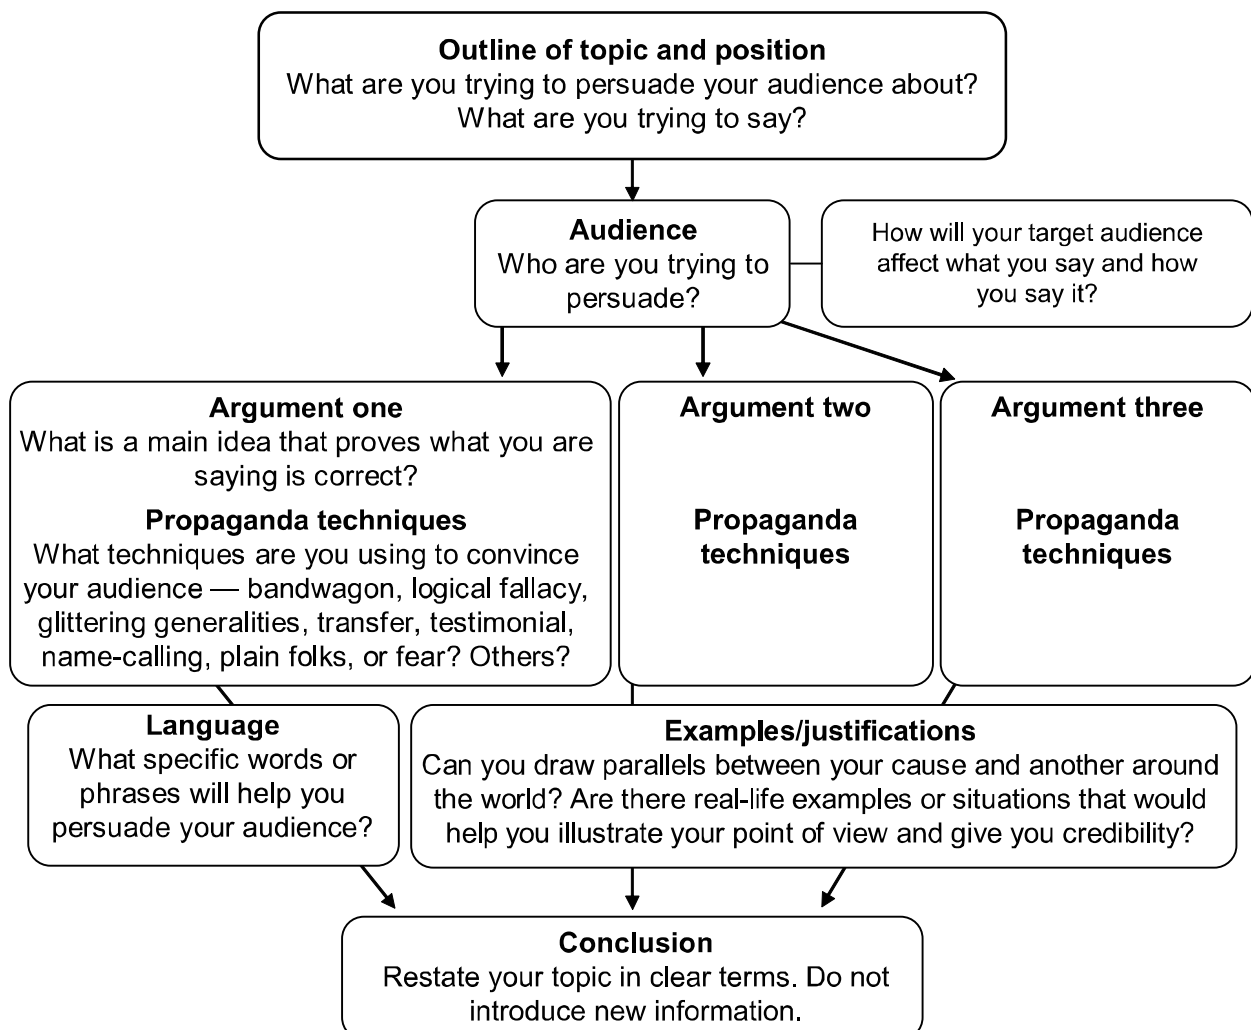 Outline of topic and position
What are you trying to persuade your audience about?
What are you trying to say?
Audience
Who are you trying to
persuade?
How will your target audience
affect what you say and how
you say it?
Argument one
What is a main idea that proves what you are
saying is correct?
Propaganda techniques
What techniques are you using to convince
your audience — bandwagon, logical fallacy,
glittering generalities, transfer, testimonial,
name-calling, plain folks, or fear? Others?
Argument two
Propaganda
techniques
Argument three
Propaganda
techniques
Language
What specific words or
phrases will help you
persuade your audience?
Examples/justifications
Can you draw parallels between your cause and another around
the world? Are there real-life examples or situations that would
help you illustrate your point of view and give you credibility?
Conclusion
Restate your topic in clear terms. Do not
introduce new information.